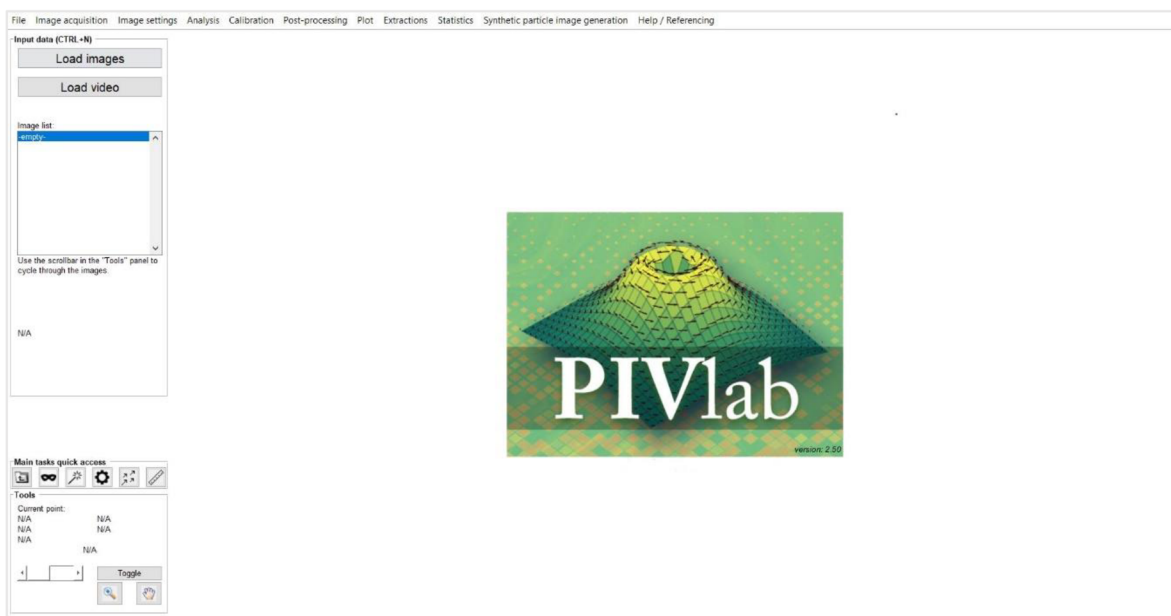 File Image acquisition Image settings Analysis Calibration Post-processing Plot Extractions Statistics Synthetic particle image generation Help / Referencing
Input data (CTRL+N)
Load images
Load video
Image list:
-empty-
Use the scrollbar in the "Tools" panel to
cycle through the images.
N/A
PIVlab
version: 2.50
Main tasks quick access
Tools
Current point:
N/A N/A
N/A N/A
N/A
N/A
Toggle